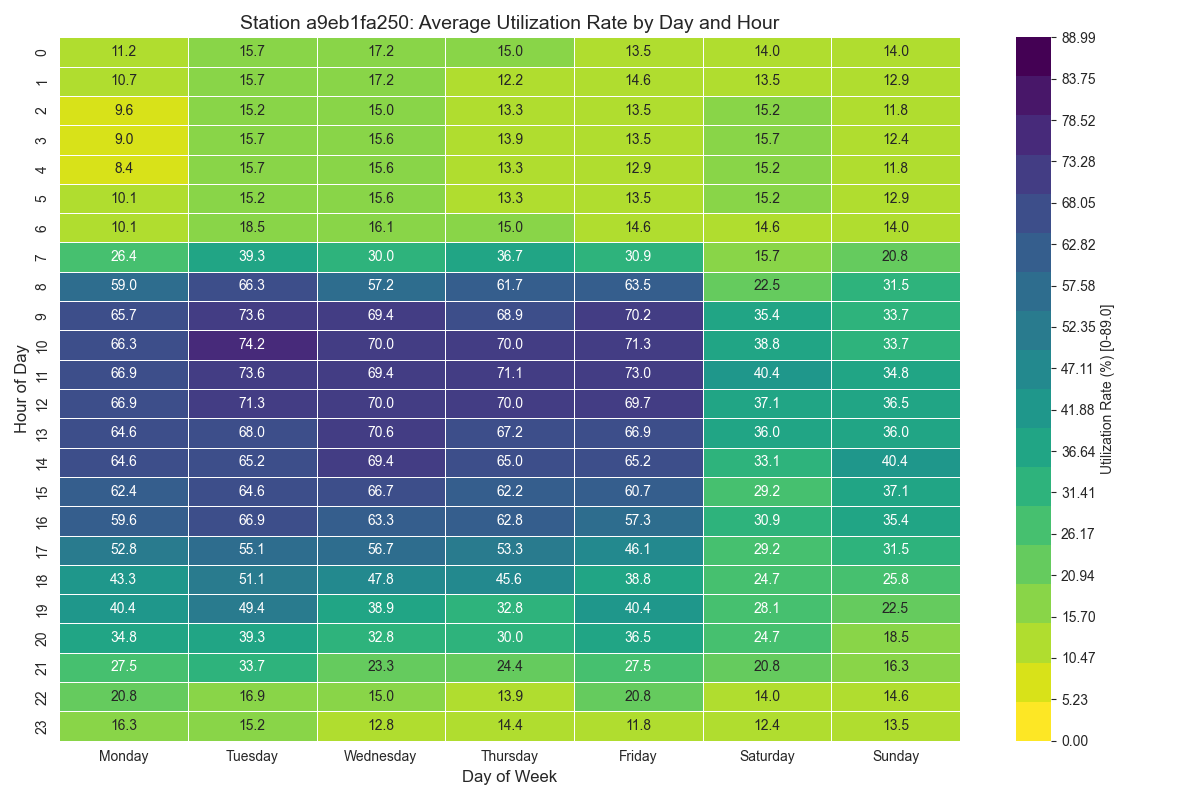 Station a9eb1fa250: Average Utilization Rate by Day and Hour
0 11.2 15.7 17.2 15.0 13.5 14.0 14.0
1 10.7 15.7 17.2 12.2 14.6 13.5 12.9
2 9.6 15.2 15.0 13.3 13.5 15.2 11.8
3 9.0 15.7 15.6 13.9 13.5 15.7 12.4
4 8.4 15.7 15.6 13.3 12.9 15.2 11.8
5 10.1 15.2 15.6 13.3 13.5 15.2 12.9
6 10.1 18.5 16.1 15.0 14.6 14.6 14.0
7 26.4 39.3 30.0 36.7 30.9 15.7 20.8
8 59.0 66.3 57.2 61.7 63.5 22.5 31.5
9 65.7 73.6 69.4 68.9 70.2 35.4 33.7
10 66.3 74.2 70.0 70.0 71.3 38.8 33.7
11 66.9 73.6 69.4 71.1 73.0 40.4 34.8
12 66.9 71.3 70.0 70.0 69.7 37.1 36.5
13 64.6 68.0 70.6 67.2 66.9 36.0 36.0
14 64.6 65.2 69.4 65.0 65.2 33.1 40.4
15 62.4 64.6 66.7 62.2 60.7 29.2 37.1
16 59.6 66.9 63.3 62.8 57.3 30.9 35.4
17 52.8 55.1 56.7 53.3 46.1 29.2 31.5
18 43.3 51.1 47.8 45.6 38.8 24.7 25.8
19 40.4 49.4 38.9 32.8 40.4 28.1 22.5
20 34.8 39.3 32.8 30.0 36.5 24.7 18.5
21 27.5 33.7 23.3 24.4 27.5 20.8 16.3
22 20.8 16.9 15.0 13.9 20.8 14.0 14.6
23 16.3 15.2 12.8 14.4 11.8 12.4 13.5
Monday Tuesday Wednesday Thursday Friday Saturday Sunday
Day of Week
Hour of Day
88.99
83.75
78.52
73.28
68.05
62.82
57.58
52.35
47.11
41.88
36.64
31.41
26.17
20.94
15.70
10.47
5.23
0.00
Utilization Rate (%) [0-89.0]